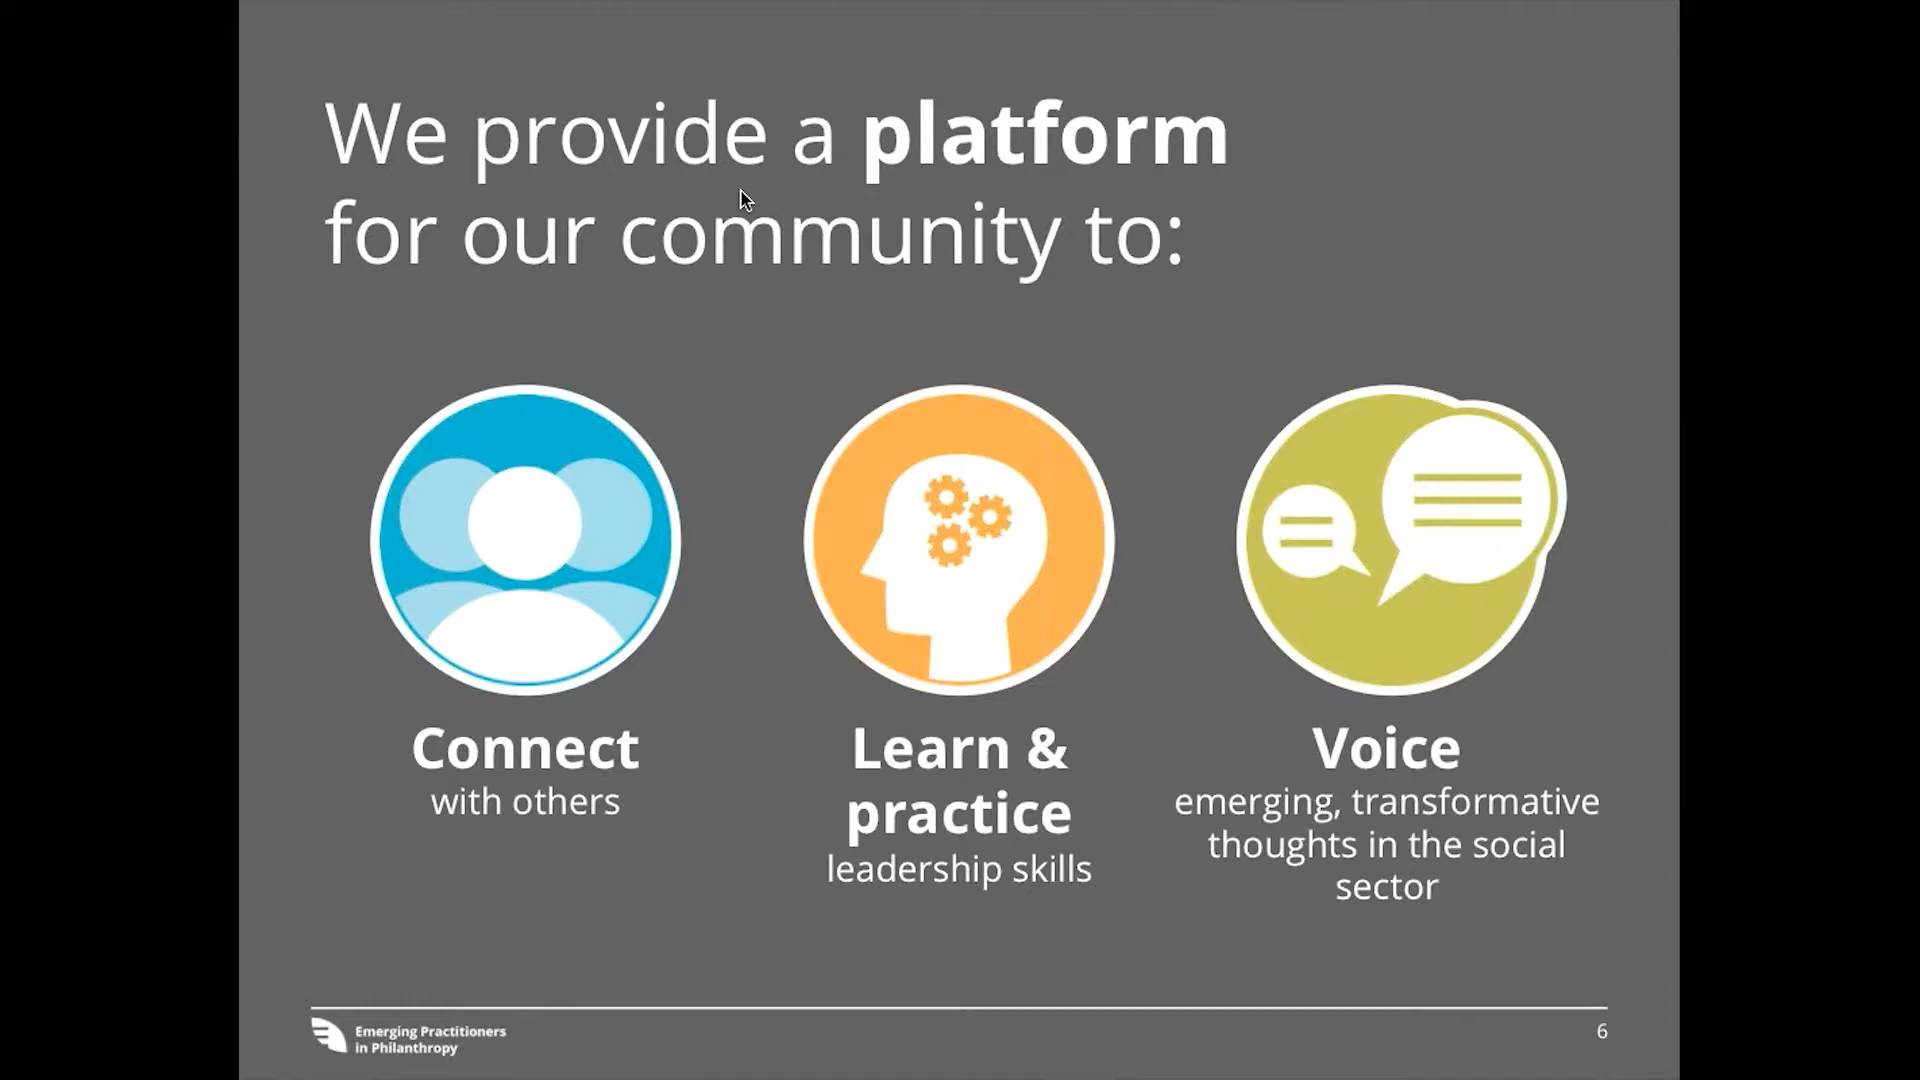 We provide a platform
for our community to:
Connect
with others
Learn &
practice
leadership skills
Voice
emerging, transformative
thoughts in the social
sector
Emerging Practitioners
in Philanthropy
6